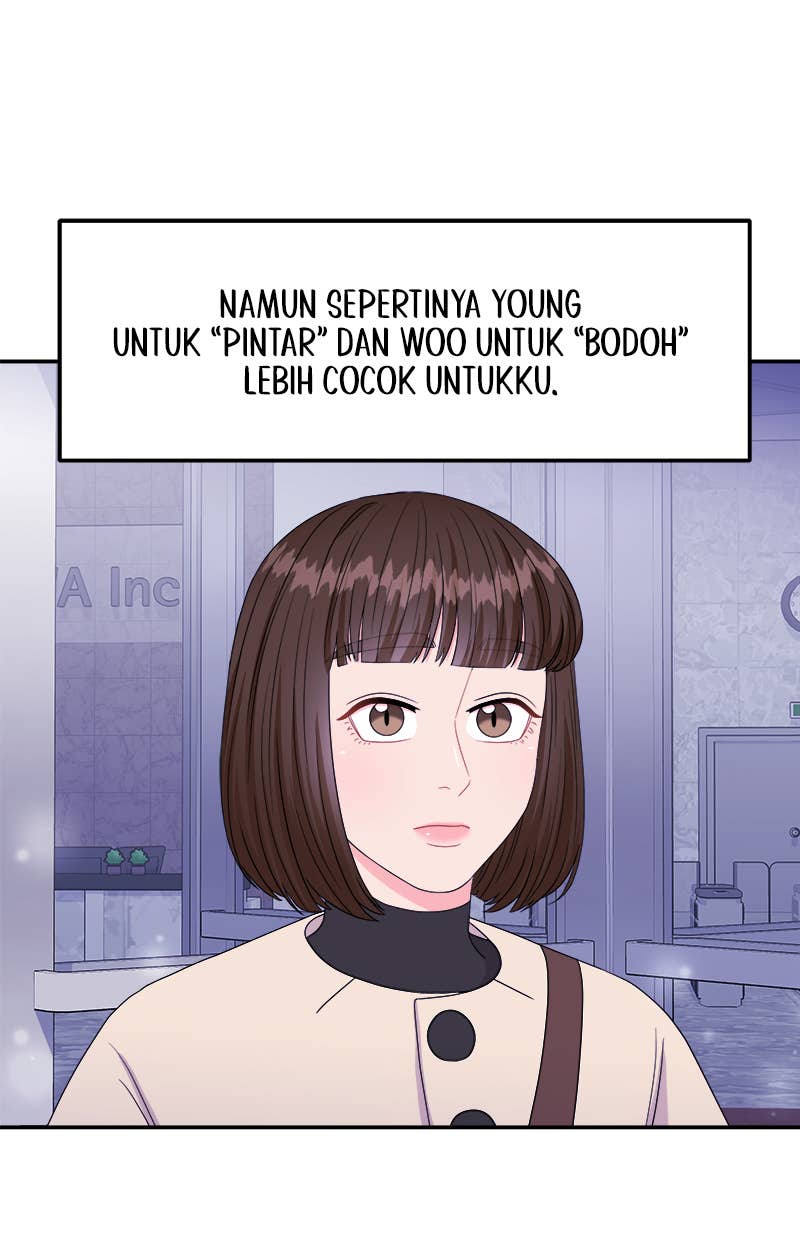 NAMUN SEPERTINYA YOUNG
UNTUK “PINTAR” DAN WOO UNTUK “BODOH”
LEBIH COCOK UNTUKKU.
A Inc